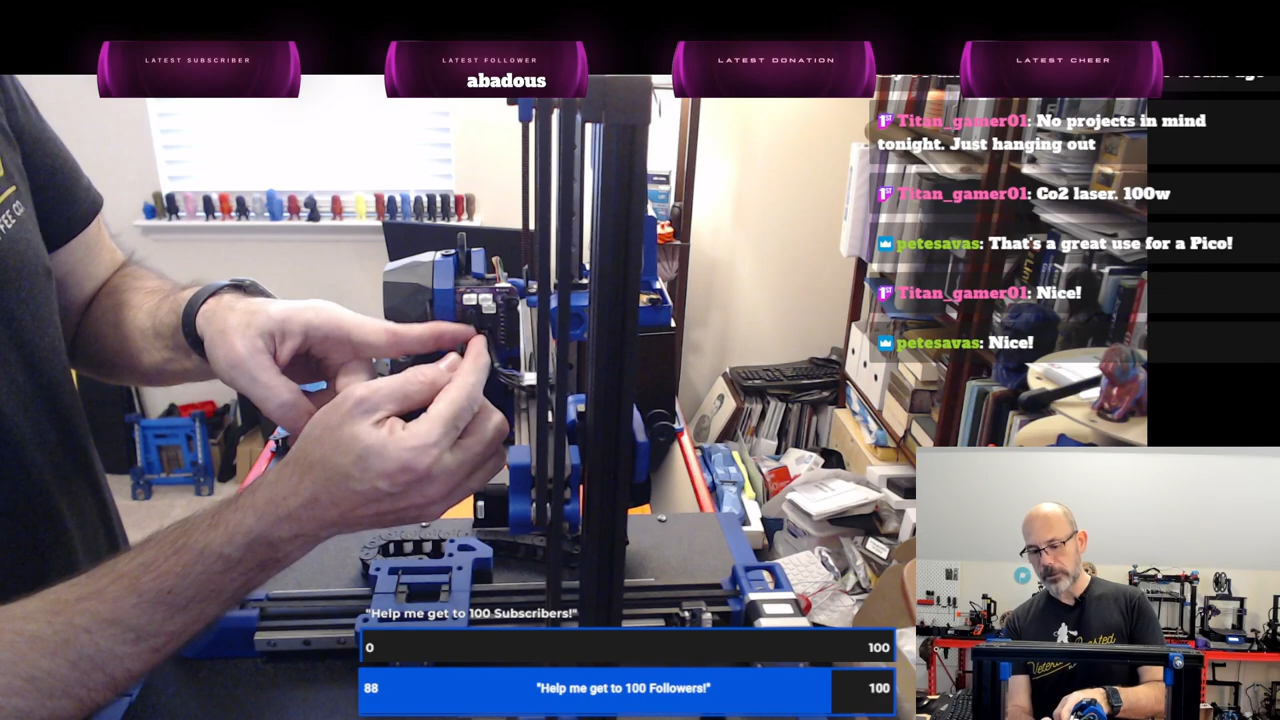 LATEST SUBSCRIBER
LATEST FOLLOWER
abadous
LATEST DONATION
LATEST CHEER
Titan_gamer01: No projects in mind
tonight. Just hanging out
Titan_gamer01: Co2 laser. 100w
petesavas: That's a great use for a Pico!
Titan_gamer01: Nice!
petesavas: Nice!
"Help me get to 100 Subscribers!"
0 100
88 "Help me get to 100 Followers!" 100